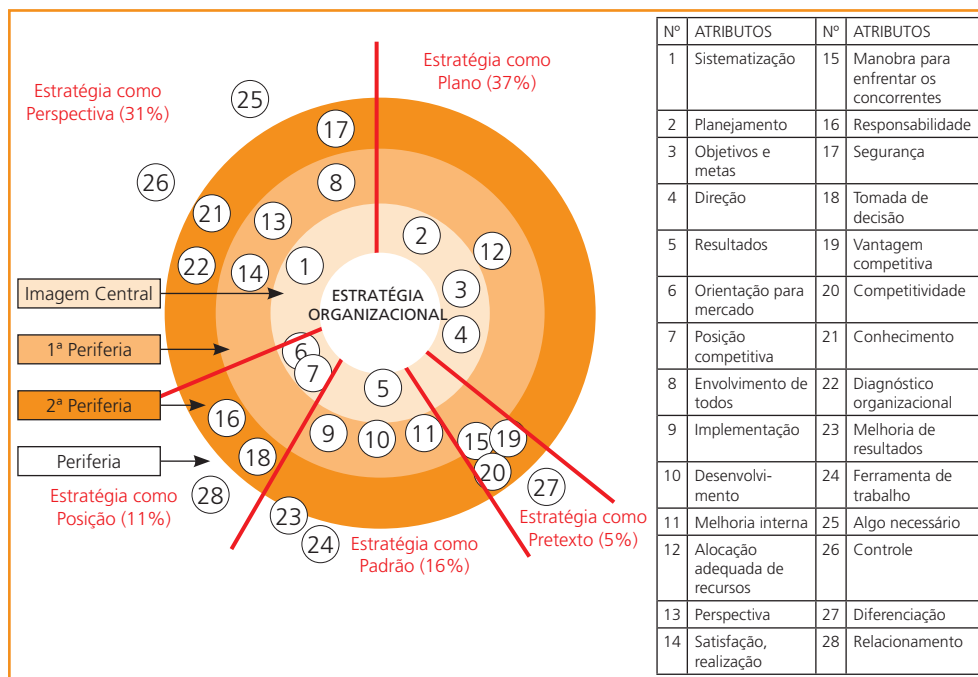 Estratégia como
Perspectiva (31%)
Estratégia como
Plano (37%)
25
17
26
8
21
13
2
12
22
14
1
3
Imagem Central
ESTRATÉGIA
ORGANIZACIONAL
4
1ª Periferia
6
7
5
2ª Periferia
16
9
10
11
15
19
18
20
Periferia
28
27
23
24
Estratégia como
Posição (11%)
Estratégia como
Padrão (16%)
Estratégia como
Pretexto (5%)
Nº ATRIBUTOS Nº ATRIBUTOS
1 Sistematização 15 Manobra para
enfrentar os
concorrentes
2 Planejamento 16 Responsabilidade
3 Objetivos e 17 Segurança
metas
4 Direção 18 Tomada de
decisão
5 Resultados 19 Vantagem
competitiva
6 Orientação para 20 Competitividade
mercado
7 Posição 21 Conhecimento
competitiva
8 Envolvimento de 22 Diagnóstico
todos organizacional
9 Implementação 23 Melhoria de
resultados
10 Desenvolvi- 24 Ferramenta de
mento trabalho
11 Melhoria interna 25 Algo necessário
12 Alocação 26 Controle
adequada de
recursos
13 Perspectiva 27 Diferenciação
14 Satisfação, 28 Relacionamento
realização